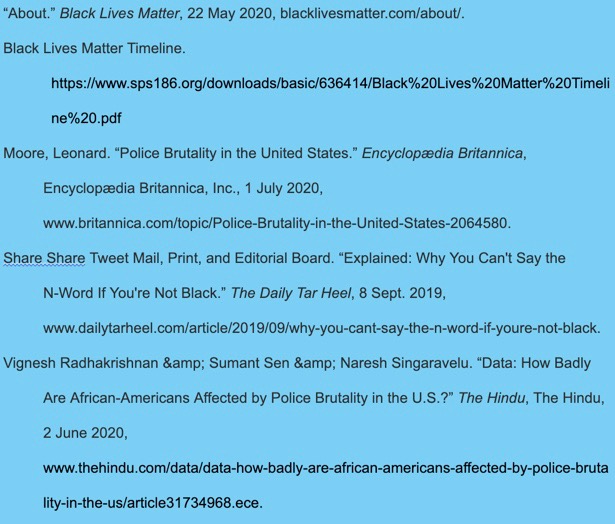 “About.” Black Lives Matter, 22 May 2020, blacklivesmatter.com/about/.
Black Lives Matter Timeline.
https://www.sps186.org/downloads/basic/636414/Black%20Lives%20Matter%20Timeli
ne%20.pdf
Moore, Leonard. “Police Brutality in the United States.” Encyclopædia Britannica,
Encyclopædia Britannica, Inc., 1 July 2020,
www.britannica.com/topic/Police-Brutality-in-the-United-States-2064580.
Share Share Tweet Mail, Print, and Editorial Board. “Explained: Why You Can't Say the
N-Word If You're Not Black.” The Daily Tar Heel, 8 Sept. 2019,
www.dailytarheel.com/article/2019/09/why-you-cant-say-the-n-word-if-youre-not-black.
Vignesh Radhakrishnan &amp; Sumant Sen &amp; Naresh Singaravelu. “Data: How Badly
Are African-Americans Affected by Police Brutality in the U.S.?” The Hindu, The Hindu,
2 June 2020,
www.thehindu.com/data/data-how-badly-are-african-americans-affected-by-police-bruta
lity-in-the-us/article31734968.ece.